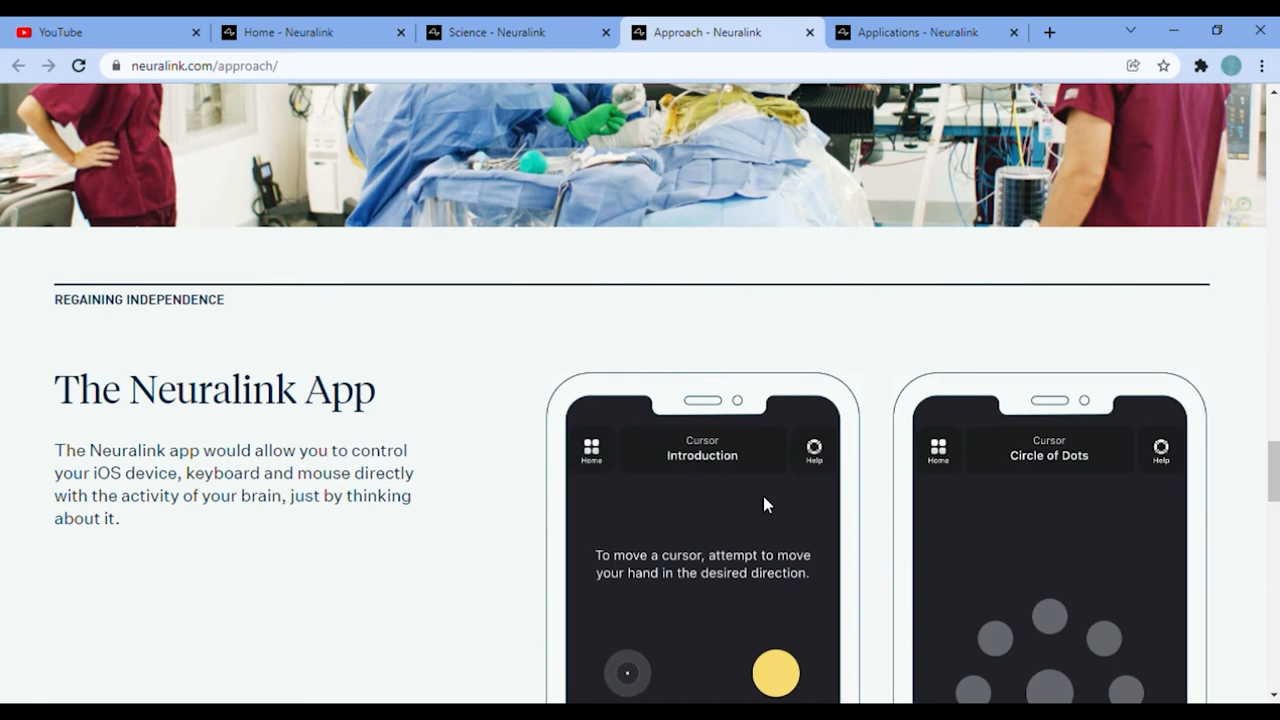 YouTube
Home - Neuralink
Science - Neuralink
Approach - Neuralink
Applications - Neuralink
neuralink.com/approach/
REGAINING INDEPENDENCE
The Neuralink App
The Neuralink app would allow you to control
your iOS device, keyboard and mouse directly
with the activity of your brain, just by thinking
about it.
Home
Cursor
Introduction
Help
To move a cursor, attempt to move
your hand in the desired direction.
Home
Cursor
Circle of Dots
Help